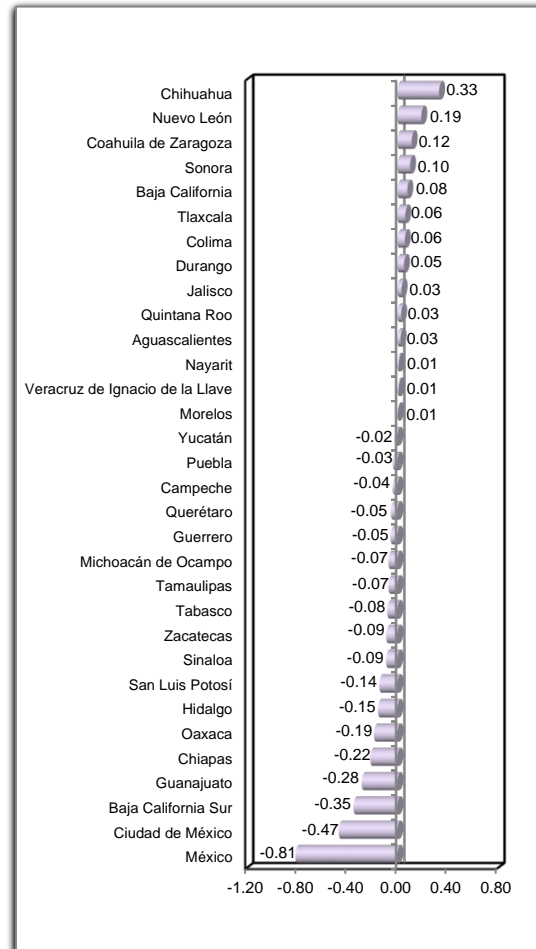 Chihuahua 0.33
Nuevo León 0.19
Coahuila de Zaragoza 0.12
Sonora 0.10
Baja California 0.08
Tlaxcala 0.06
Colima 0.06
Durango 0.05
Jalisco 0.03
Quintana Roo 0.03
Aguascalientes 0.03
Nayarit 0.01
Veracruz de Ignacio de la Llave 0.01
Morelos 0.01
Yucatán -0.02
Puebla -0.03
Campeche -0.04
Querétaro -0.05
Guerrero -0.05
Michoacán de Ocampo -0.07
Tamaulipas -0.07
Tabasco -0.08
Zacatecas -0.09
Sinaloa -0.09
San Luis Potosí -0.14
Hidalgo -0.15
Oaxaca -0.19
Chiapas -0.22
Guanajuato -0.28
Baja California Sur -0.35
Ciudad de México -0.47
México -0.81
-1.20 -0.80 -0.40 0.00 0.40 0.80